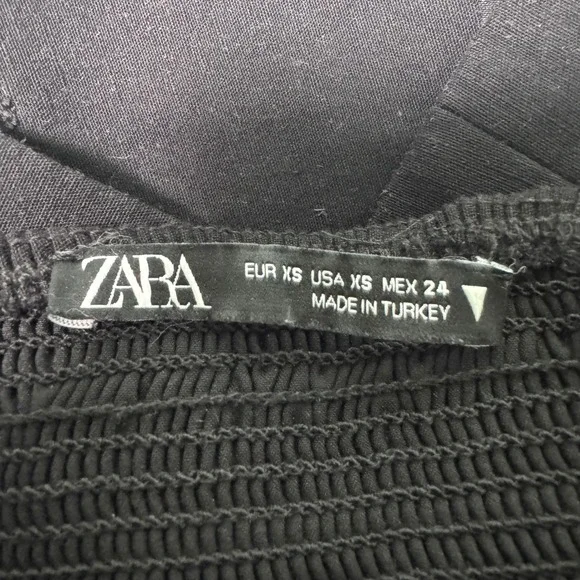 ZARA
EUR XS USA XS MEX 24
MADE IN TURKEY